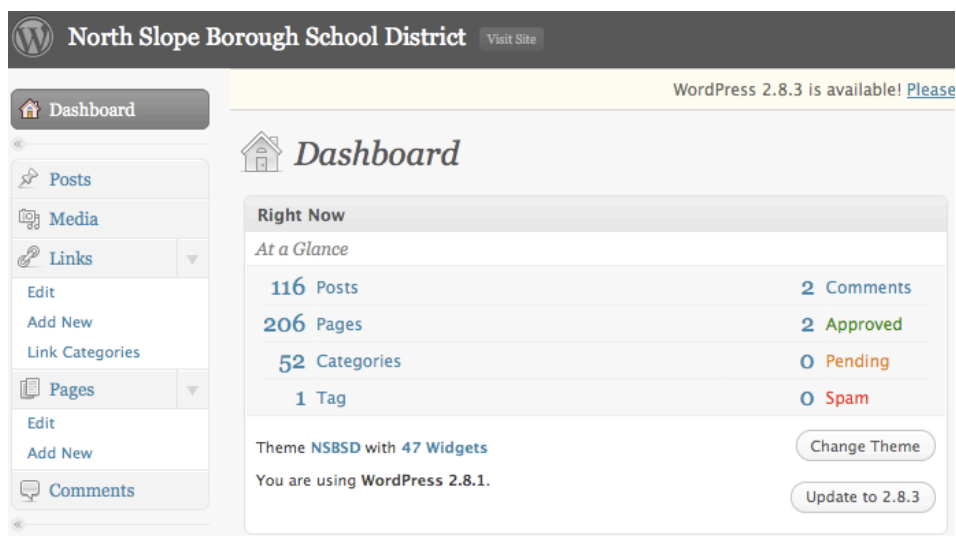 North Slope Borough School District Visit Site
WordPress 2.8.3 is available! Please
Dashboard
Posts
Media
Links
Edit
Add New
Link Categories
Pages
Edit
Add New
Comments
Dashboard
Right Now
At a Glance
116 Posts 2 Comments
206 Pages 2 Approved
52 Categories 0 Pending
1 Tag 0 Spam
Theme NSBSD with 47 Widgets Change Theme
You are using WordPress 2.8.1. Update to 2.8.3